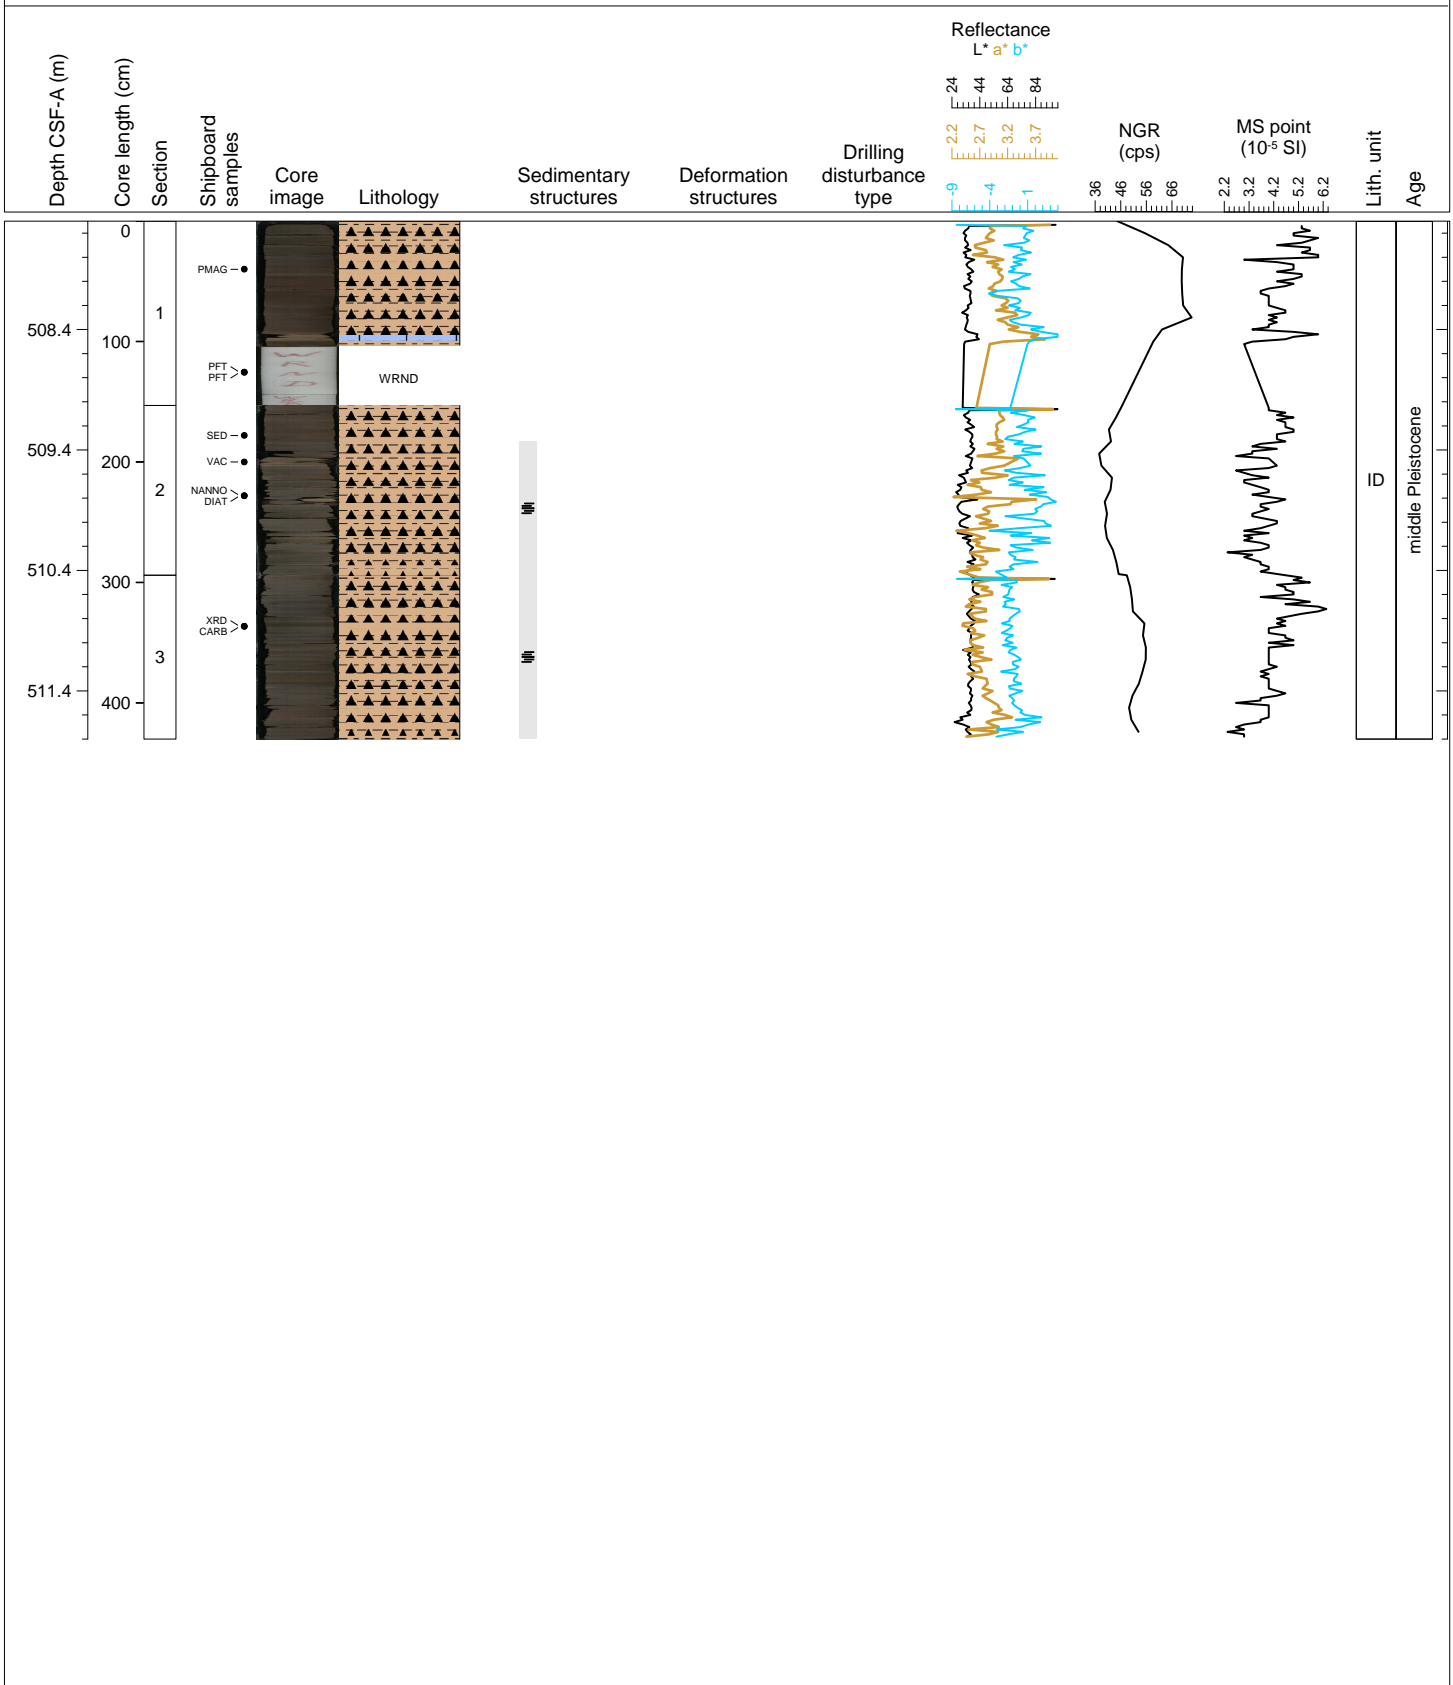 Depth CSF-A (m)
Core length (cm)
Section
Shipboard
samples
Core
image
Lithology
Sedimentary
structures
Deformation
structures
Drilling
disturbance
type
Reflectance
L* a* b*
24 44 64 84
2.2 2.7 3.2 3.7
-9 -4 1
NGR
(cps)
36 46 56 66
MS point
(10-5 SI)
2.2 3.2 4.2 5.2 6.2
Lith. unit
Age
0
PMAG
1
508.4
100
PFT
PFT
WRND
SED
509.4
200
VAC
2
NANNO
DIAT
ID
middle Pleistocene
510.4
300
XRD
CARB
3
511.4
400